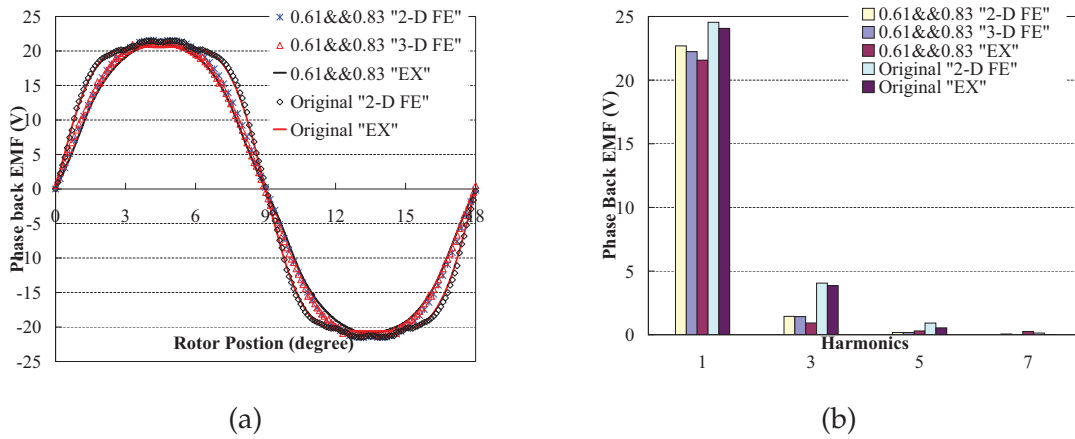 0.61&&0.83 "2-D FE"
0.61&&0.83 "3-D FE"
0.61&&0.83 "EX"
Original "2-D FE"
Original "EX"
Phase back EMF (V)
25
20
15
10
5
0
-5
-10
-15
-20
-25
0
3
6
9
12
15
18
Rotor Postion (degree)
(a)
0.61&&0.83 "2-D FE"
0.61&&0.83 "3-D FE"
0.61&&0.83 "EX"
Original "2-D FE"
Original "EX"
Phase Back EMF (V)
25
20
15
10
5
0
Harmonics
1
3
5
7
(b)